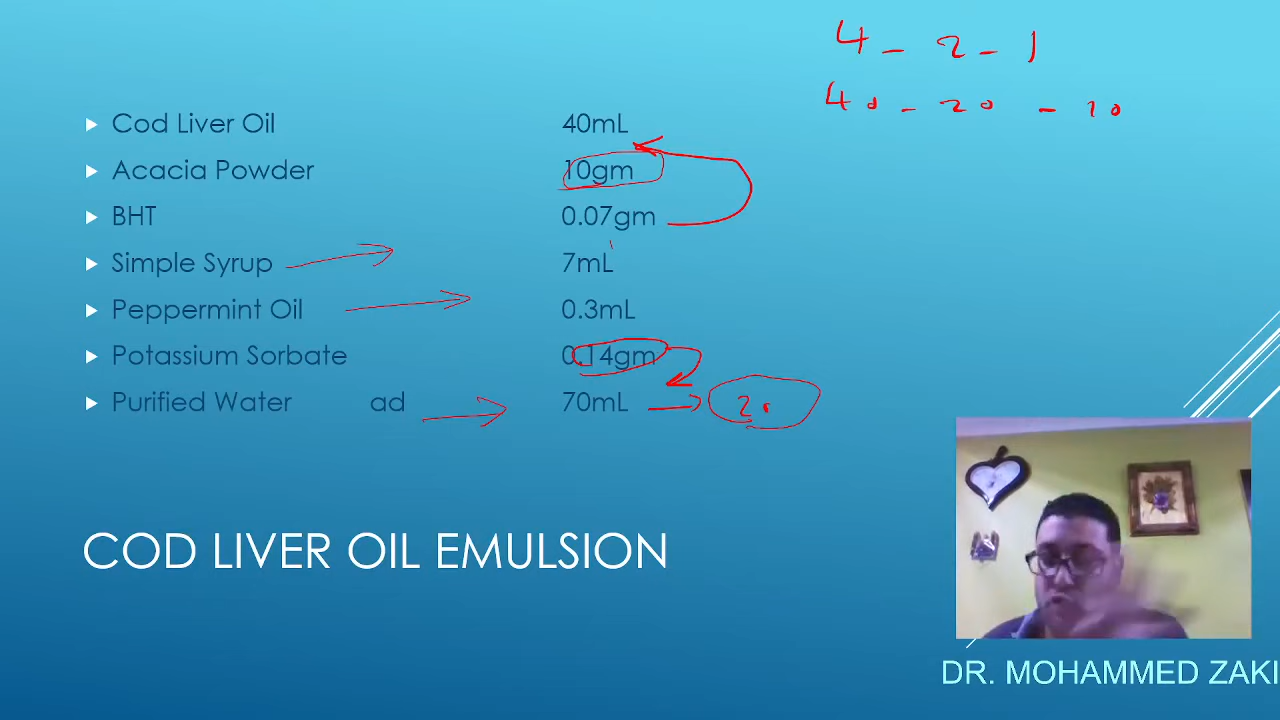 4 - 2 - 1
40 - 20 - 10
Cod Liver Oil 40mL
Acacia Powder 10gm
BHT 0.07gm
Simple Syrup 7mL
Peppermint Oil 0.3mL
Potassium Sorbate 0.14gm
Purified Water ad 70mL 20
COD LIVER OIL EMULSION
DR. MOHAMMED ZAKI